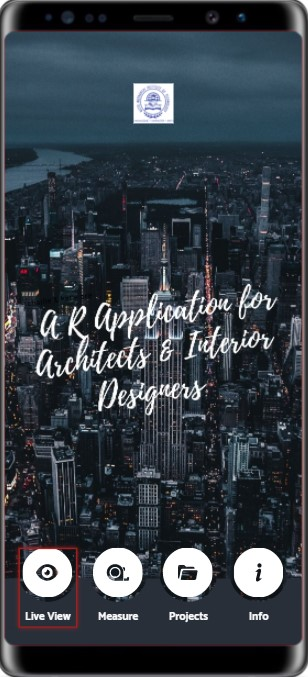 A R Application for
Architects & Interior
Designers
Live View
Measure
Projects
Info